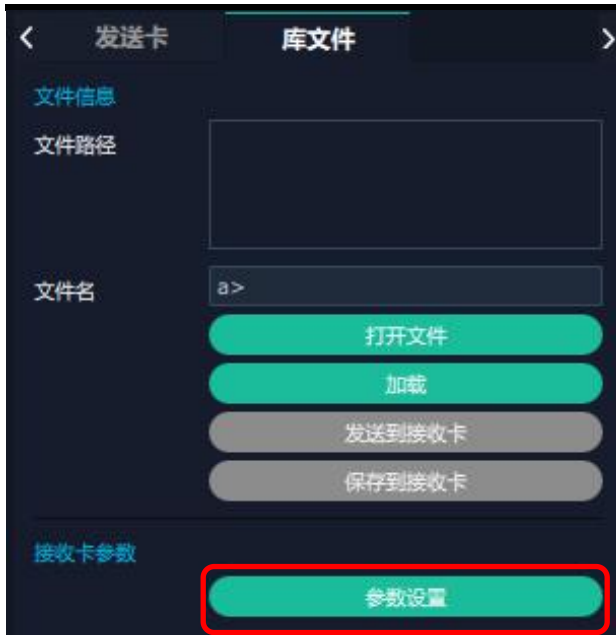 发送卡 库文件
文件信息
文件路径
文件名 a>
打开文件
加载
发送到接收卡
保存到接收卡
接收卡参数
参数设置